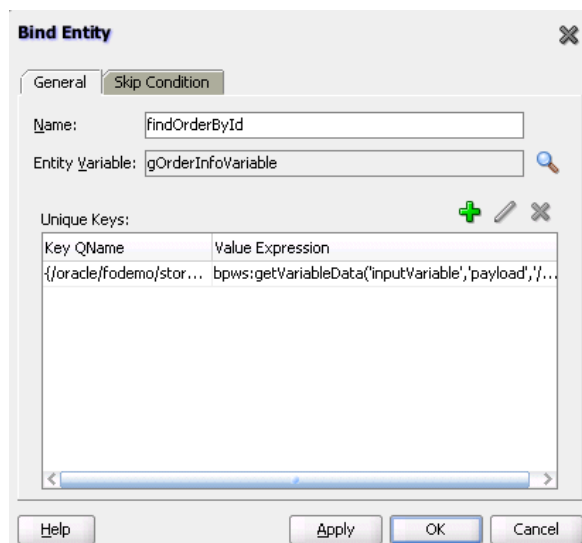 Bind Entity
General Skip Condition
Name: findOrderById
Entity Variable: gOrderInfoVariable
Unique Keys:
Key QName Value Expression
{/oracle/fodemo/stor... bpws:getVariableData('inputVariable','payload','/...
Help Apply OK Cancel